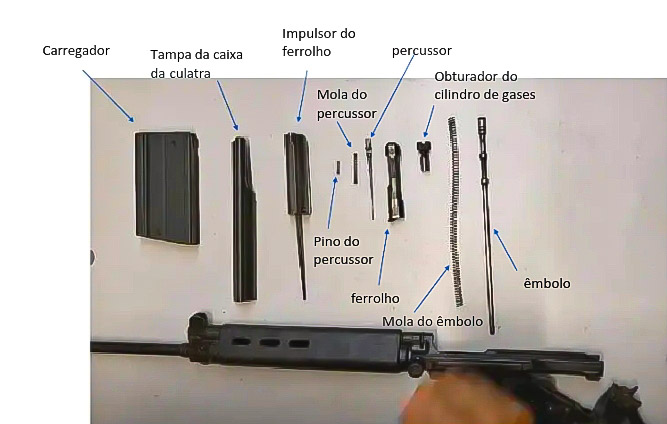 Impulsor do
ferrolho
Carregador
Tampa da caixa
da culatra
percussor
Obturador do
cilindro de gases
Mola do
percussor
Pino do
percussor
ferrolho
Mola do êmbolo
êmbolo